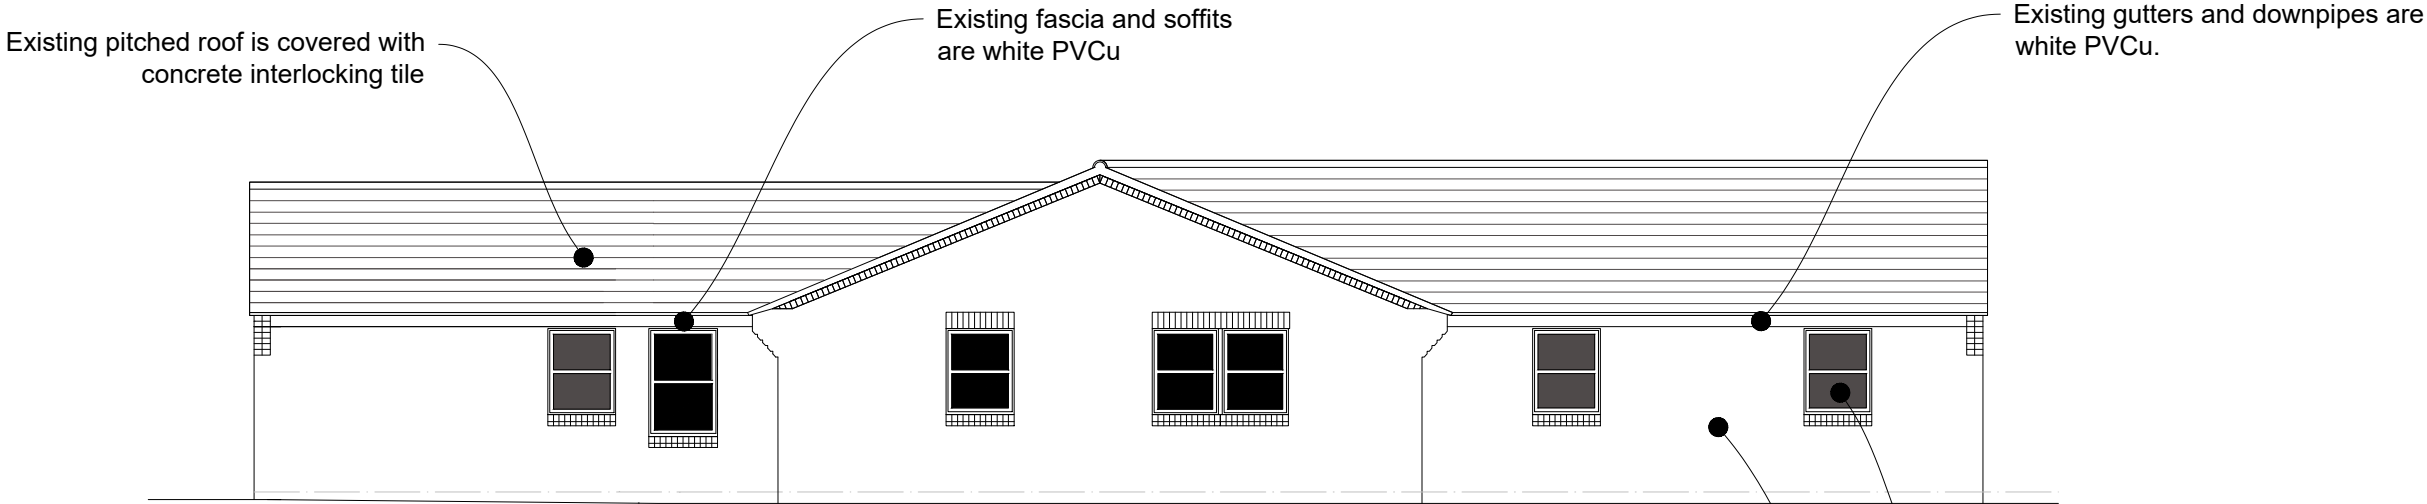 Existing pitched roof is covered with
concrete interlocking tile
Existing fascia and soffits
are white PVCu
Existing gutters and downpipes are
white PVCu.